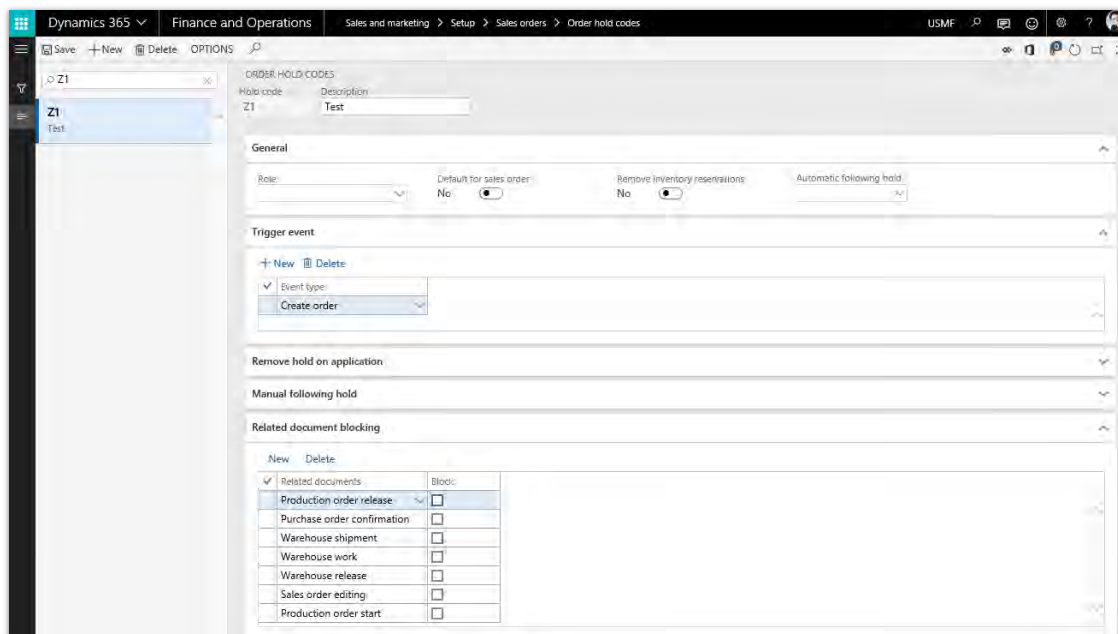 Dynamics 365 Finance and Operations Sales and marketing > Setup > Sales orders > Order hold codes USMF ?
Save + New Delete OPTIONS
Z1
Z1
Test
ORDER HOLD CODES
Hold code Description
Z1 Test
General
Role Default for sales order Remove inventory reservations Automatic following hold
No No
Trigger event
+ New Delete
Event type
Create order
Remove hold on application
Manual following hold
Related document blocking
New Delete
Related documents Block
Production order release
Purchase order confirmation
Warehouse shipment
Warehouse work
Warehouse release
Sales order editing
Production order start